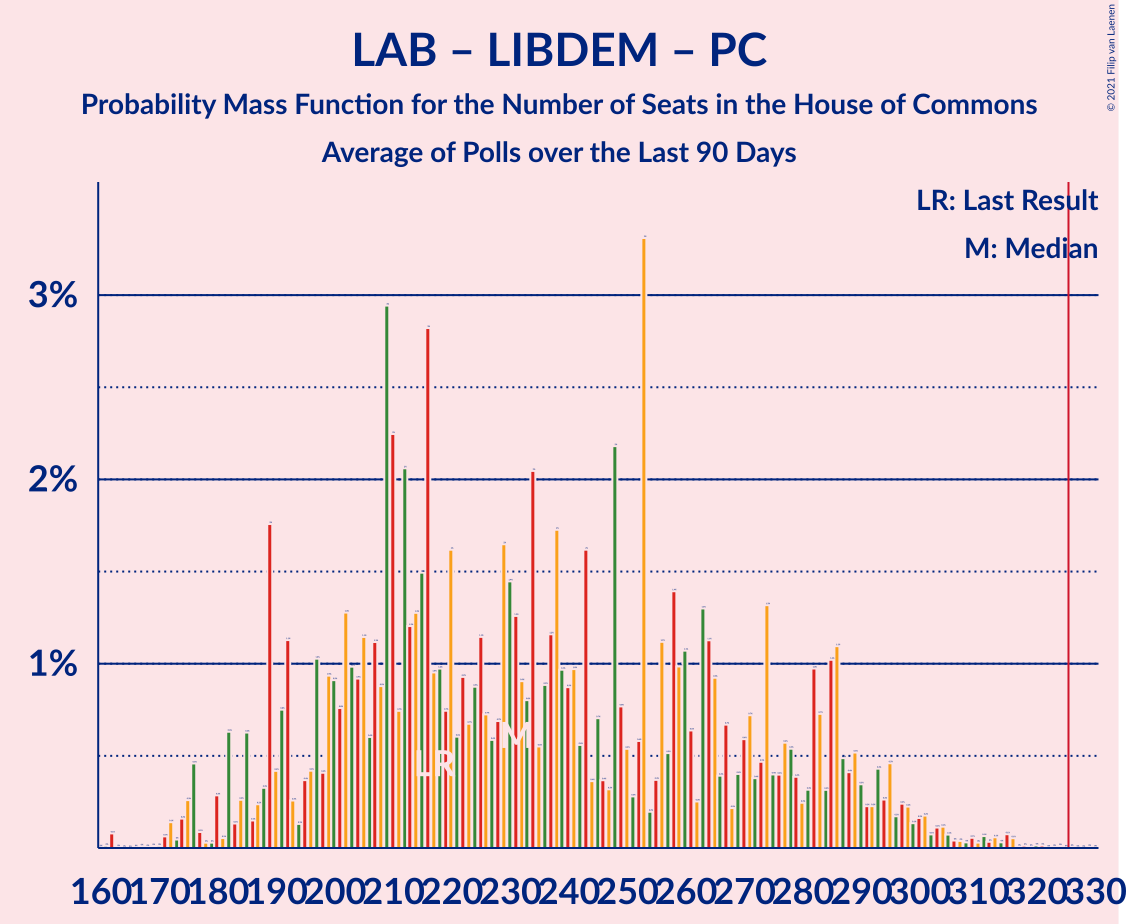 LAB – LIBDEM – PC
Probability Mass Function for the Number of Seats in the House of Commons
Average of Polls over the Last 90 Days
© 2021 Filip van Laenen
LR: Last Result
M: Median
3%
2%
1%
LR
M
160 170 180 190 200 210 220 230 240 250 260 270 280 290 300 310 320 330